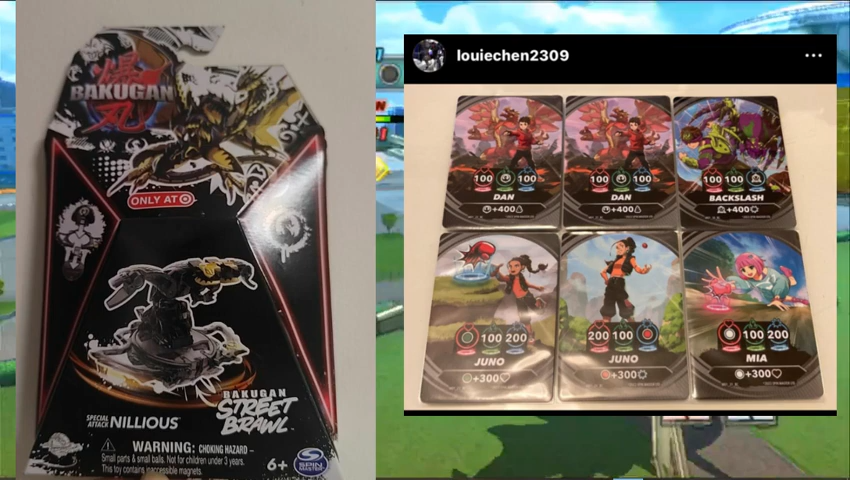 爆
BAKUGAN
丸
ONLY AT
BAKUGAN
STREET
BRAWL
SPECIAL
ATTACK NILLIOUS
WARNING: CHOKING HAZARD –
Small parts & small balls. Not for children under 3 years.
This toy contains inaccessible magnets.
6+
SPIN
MASTER
louiechen2309
100 100
DAN
+400
100 100
DAN
+400
100 100
BACKSLASH
+400
100 200
JUNO
+300
200 100
JUNO
+300
100 200
MIA
+300